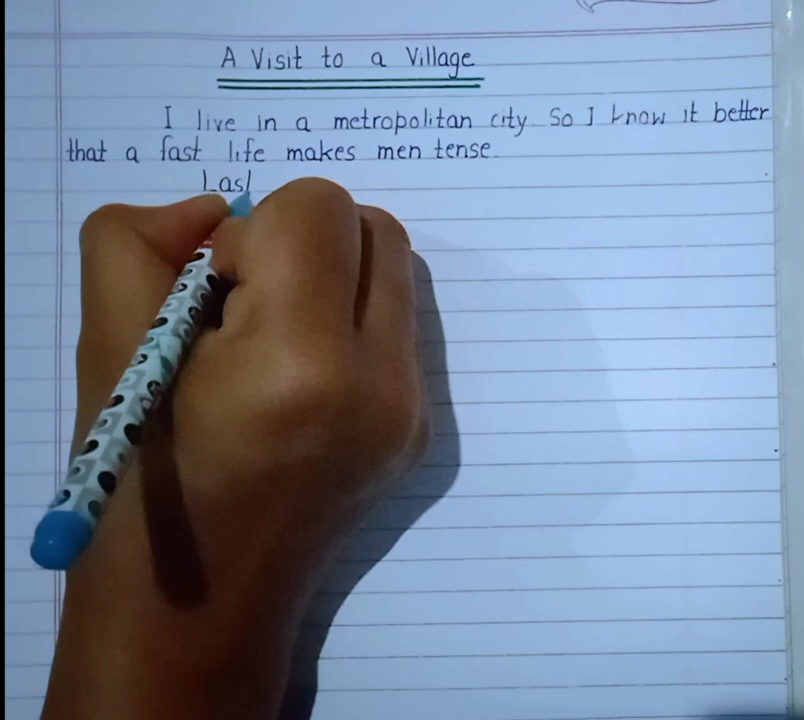 A Visit to a Village
I live in a metropolitan city. So I know it better
that a fast life makes men tense.